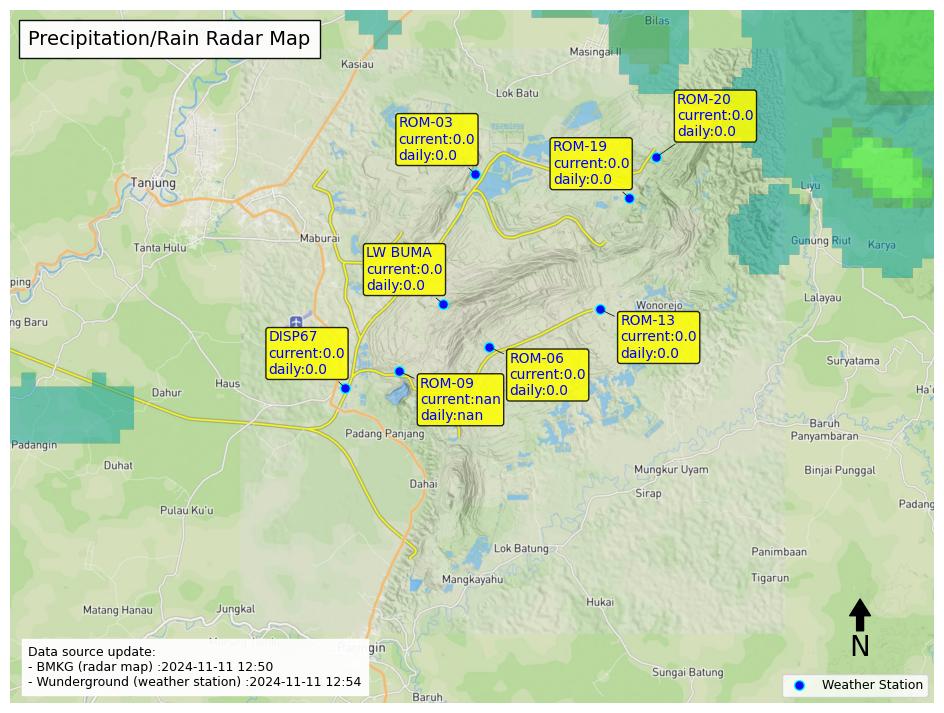 Precipitation/Rain Radar Map
Bilas
Masingai II
Kasiau
Lok Batu
ROM-20
current:0.0
daily:0.0
ROM-03
current:0.0
daily:0.0
ROM-19
current:0.0
daily:0.0
Tanjung
Liyu
Maburai
Tanta Hulu
Gunung Riut
Karya
LW BUMA
current:0.0
daily:0.0
ping
Lalayau
Wonorejo
ng Baru
ROM-13
current:0.0
daily:0.0
DISP67
current:0.0
daily:0.0
ROM-06
current:0.0
daily:0.0
Suryatama
ROM-09
current:nan
daily:nan
Haus
Dahur
Ha'o
Baruh
Panyambaran
Padang Panjang
Padangin
Duhat
Mungkur Uyam
Binjai Punggal
Dahai
Sirap
Padang
Pulau Ku'u
Lok Batung
Panimbaan
Mangkayahu
Tigarun
Hukai
Matang Hanau
Jungkal
N
Data source update:
- BMKG (radar map) :2024-11-11 12:50
- Wunderground (weather station) :2024-11-11 12:54
Sungai Batung
Weather Station
Baruh